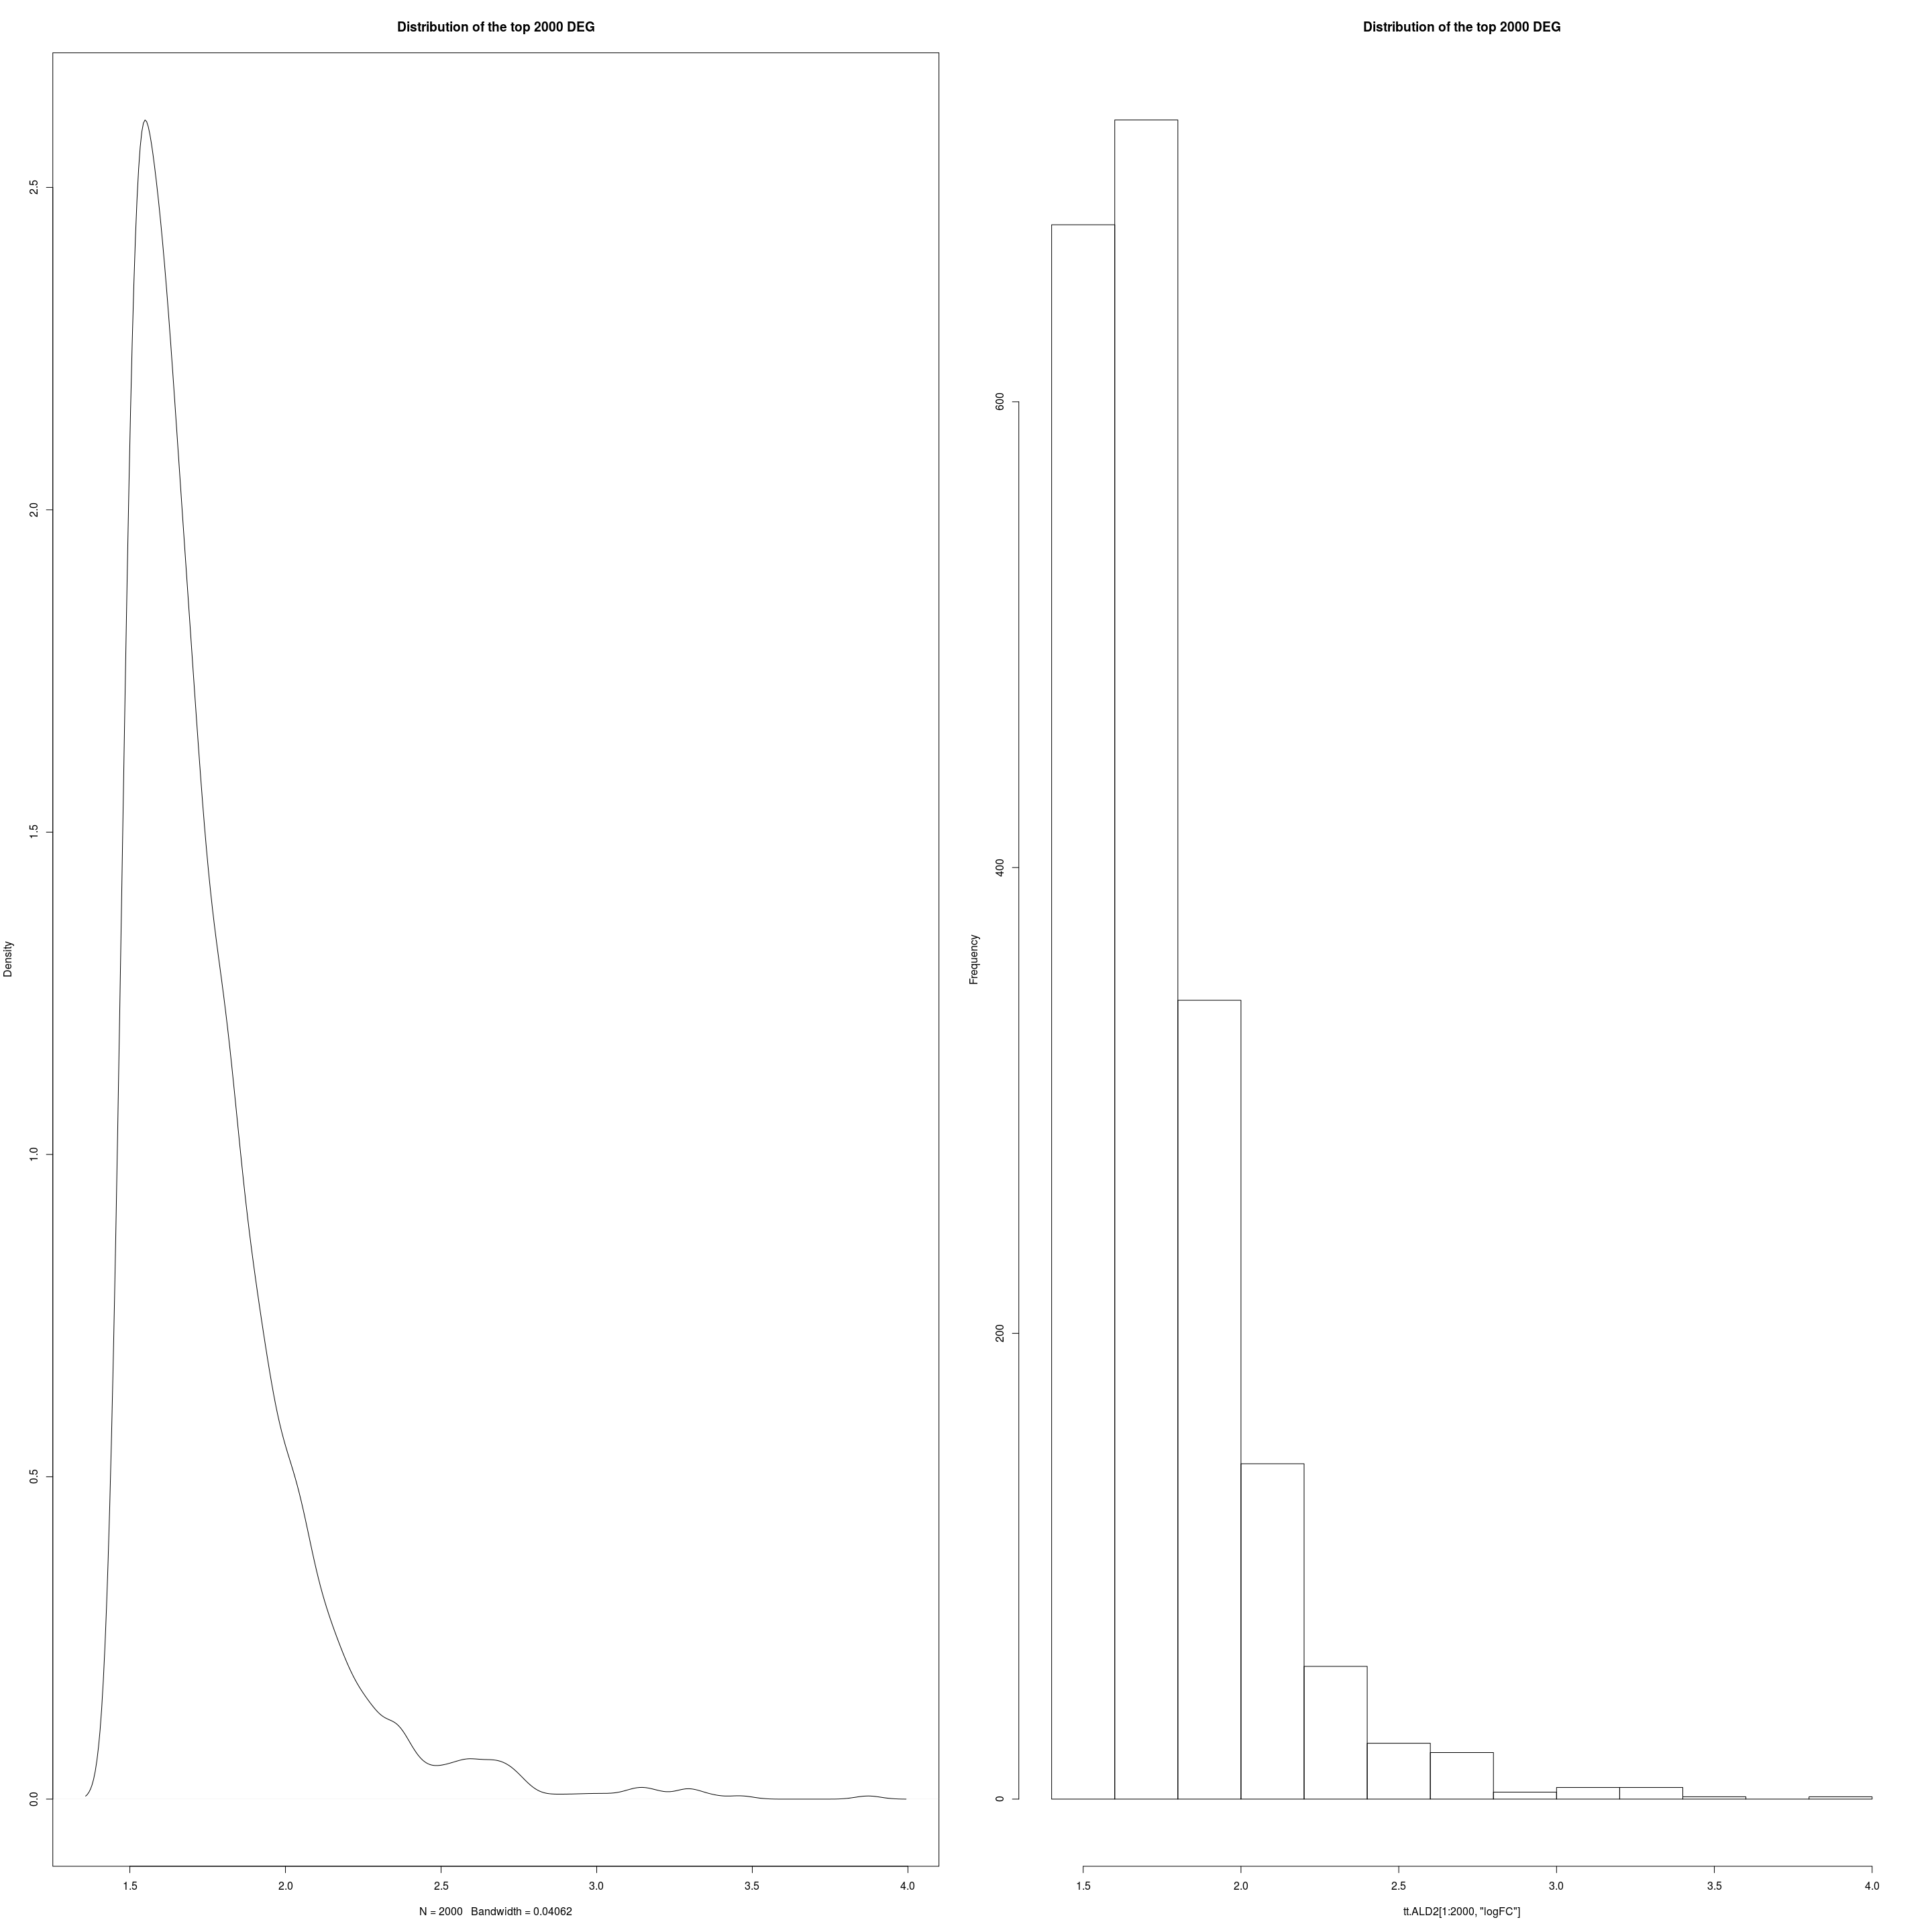 Distribution of the top 2000 DEG
Density
0.0 0.5 1.0 1.5 2.0 2.5
1.5 2.0 2.5 3.0 3.5 4.0
N = 2000 Bandwidth = 0.04062
Distribution of the top 2000 DEG
Frequency
0 200 400 600
1.5 2.0 2.5 3.0 3.5 4.0
tt.ALD2[1:2000, "logFC"]